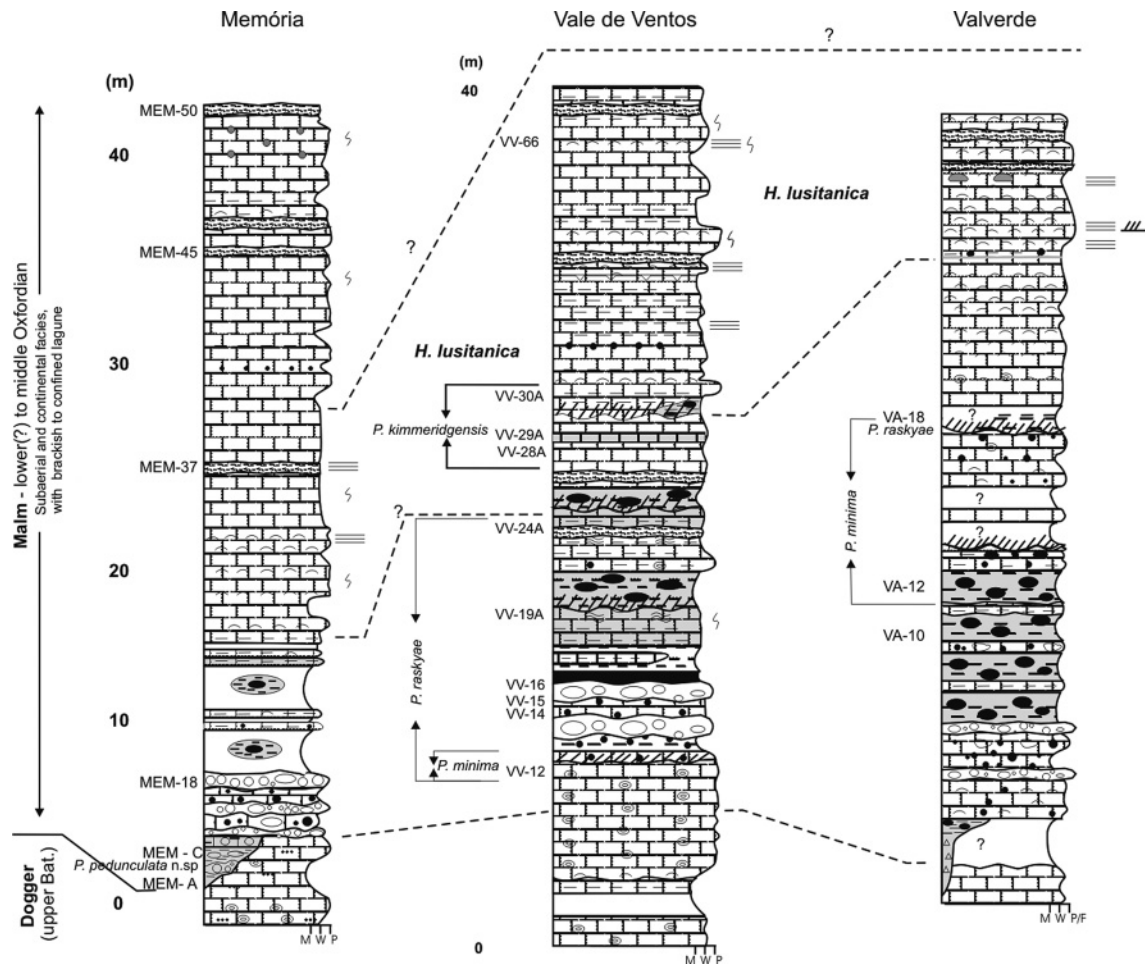 Memória
Vale de Ventos
Valverde
(m)
(m)
40
MEM-50
40
MEM-45
30
MEM-37
20
10
MEM-18
MEM - C
P. pedunculata n.sp
MEM- A
0
Malm - lower(?) to middle Oxfordian
Subaerial and continental facies,
with brackish to confined lagune
Dogger
(upper Bat.)
M W P
?
?
?
VV-66
H. lusitanica
H. lusitanica
VV-30A
P. kimmeridgensis
VV-29A
VV-28A
VV-24A
VV-19A
P. raskyae
VV-16
VV-15
VV-14
P. minima
VV-12
0
M W P
VA-18
P. raskyae
?
P. minima
?
?
VA-12
VA-10
?
M W P/F